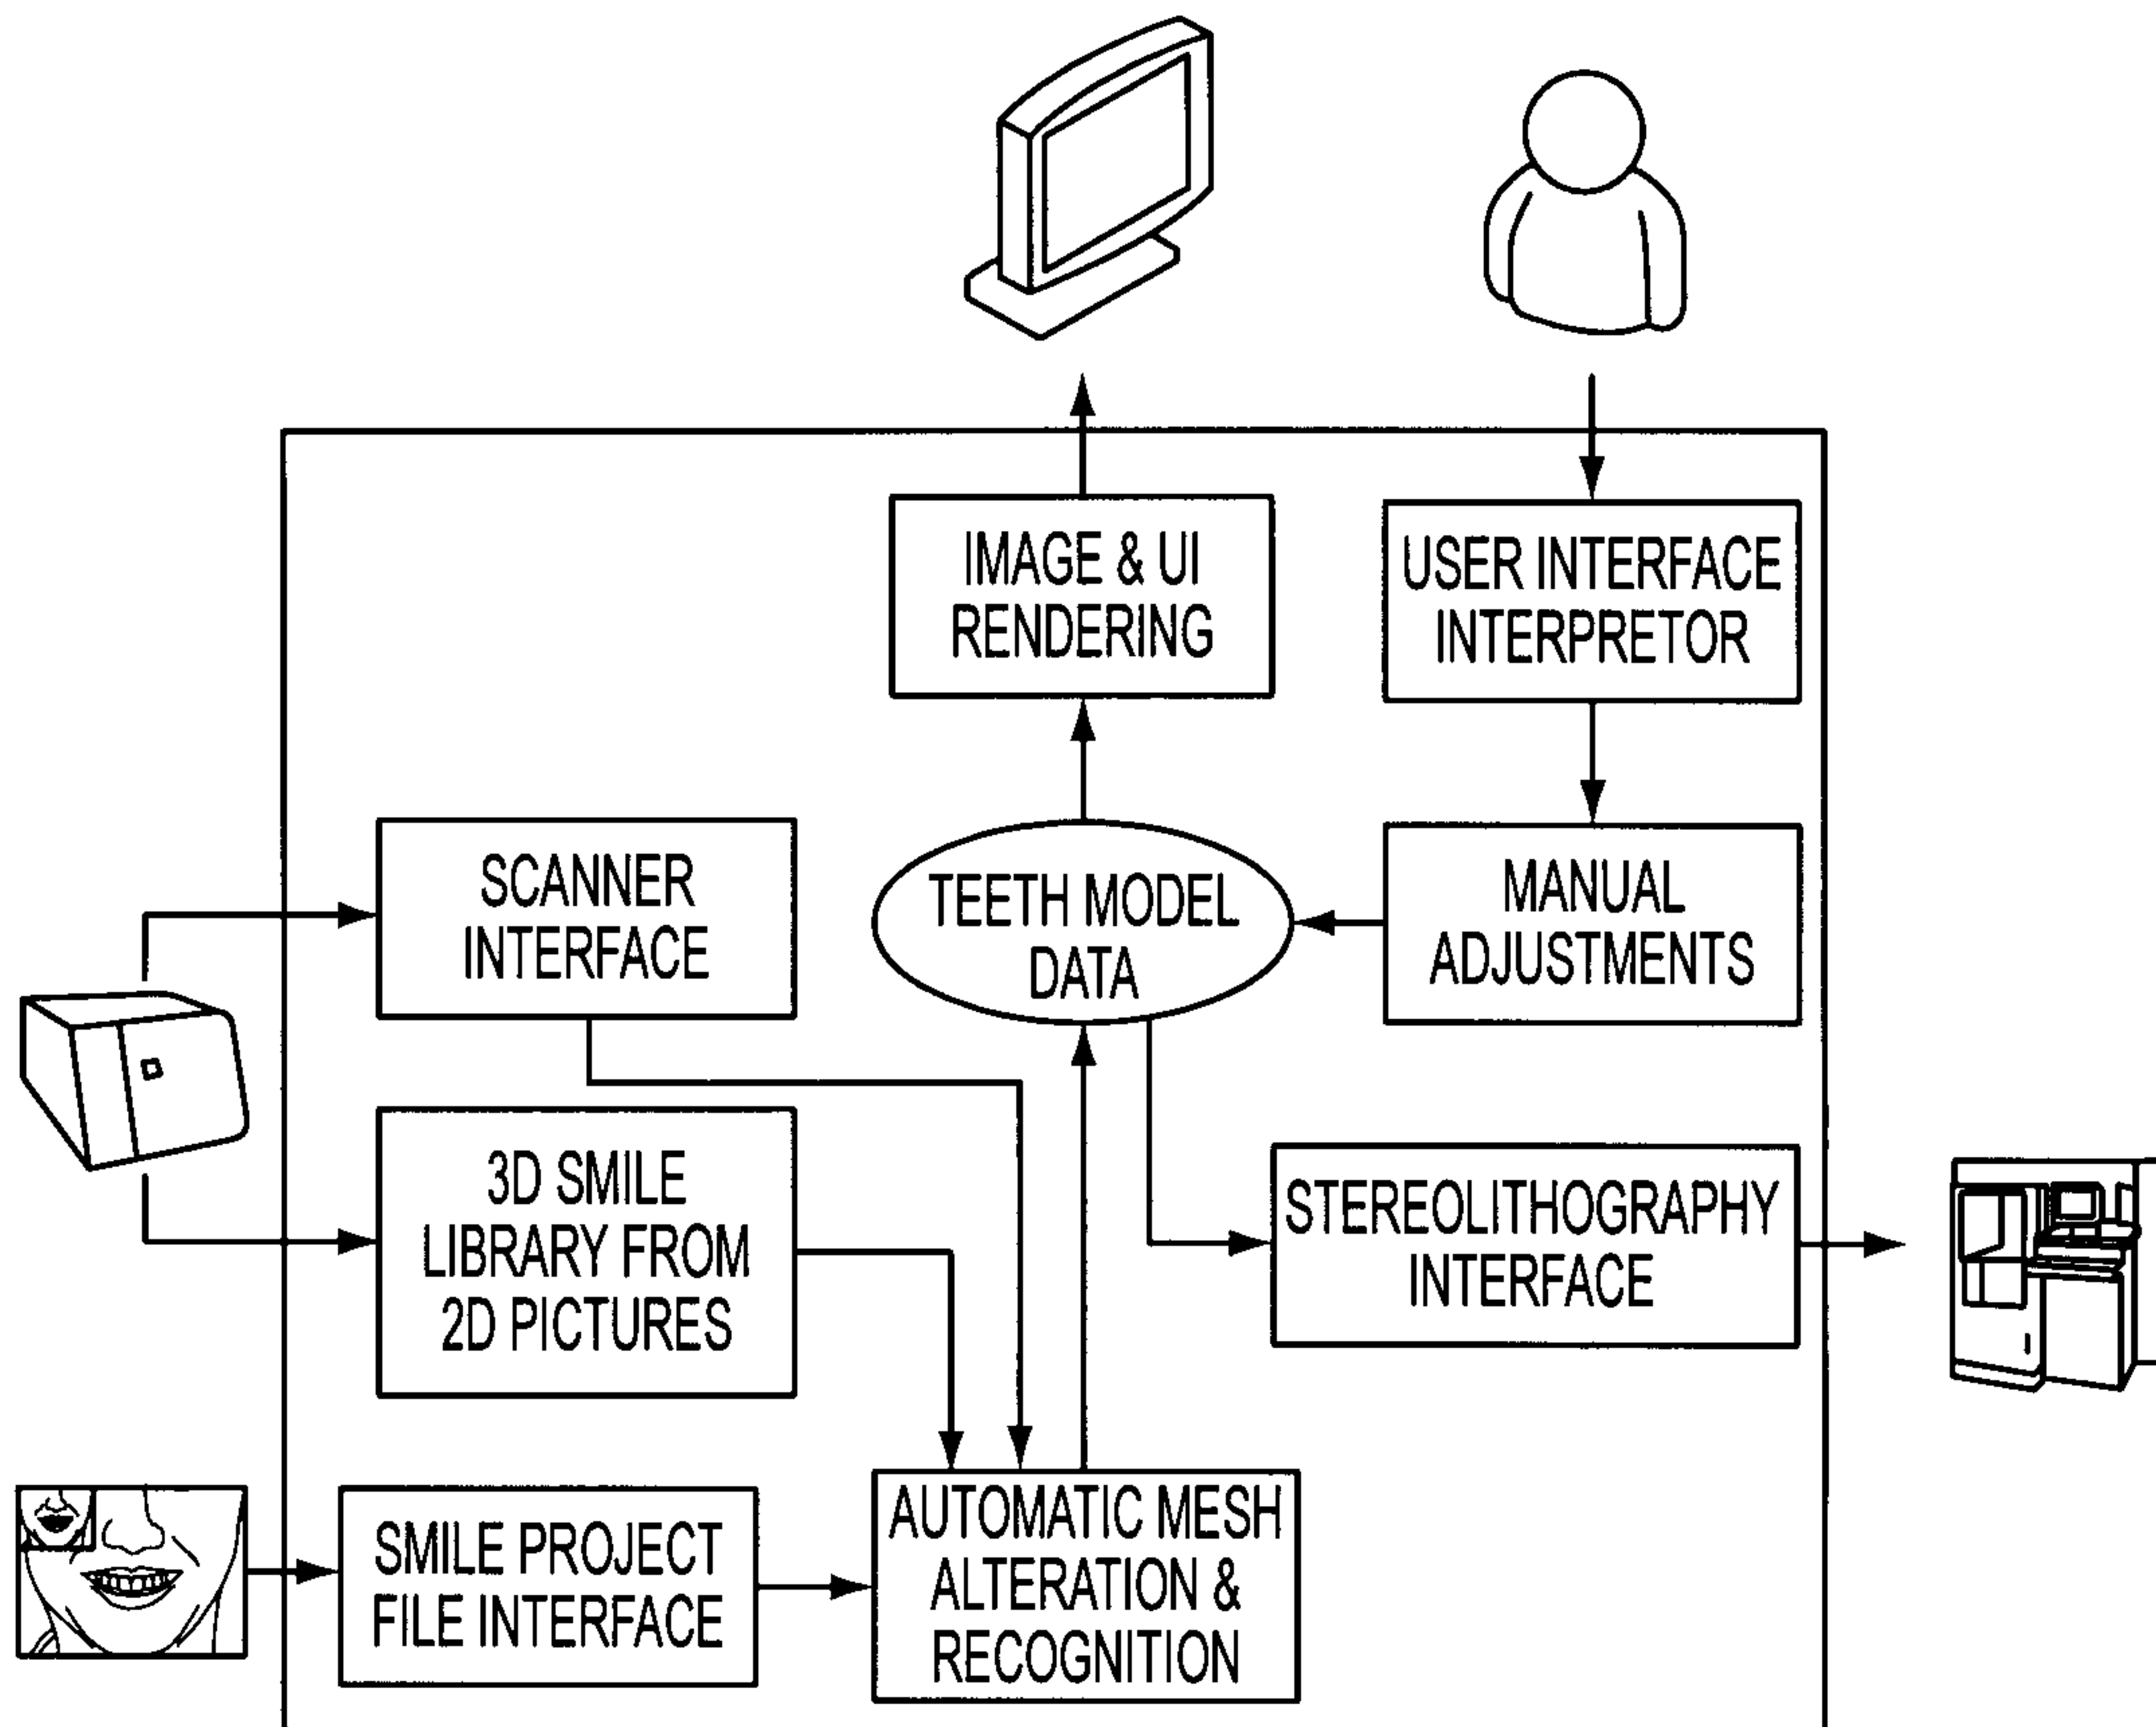 IMAGE & UI
RENDERING
USER INTERFACE
INTERPRETOR
SCANNER
INTERFACE
TEETH MODEL
DATA
MANUAL
ADJUSTMENTS
3D SMILE
LIBRARY FROM
2D PICTURES
STEREOLITHOGRAPHY
INTERFACE
SMILE PROJECT
FILE INTERFACE
AUTOMATIC MESH
ALTERATION &
RECOGNITION